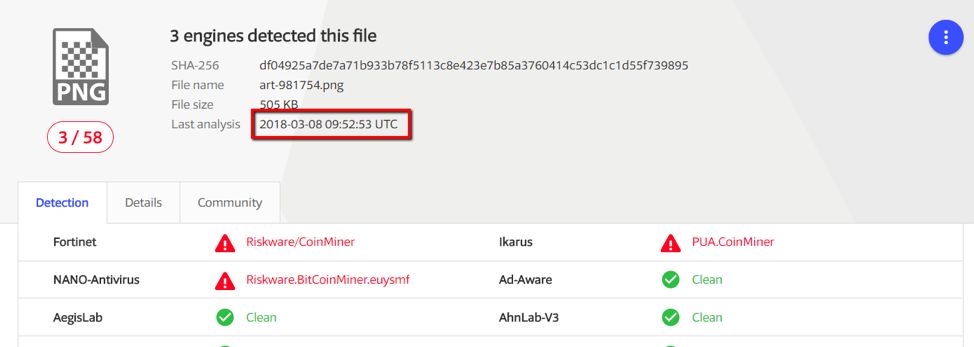 3 engines detected this file
SHA-256 df04925a7de7a71b933b78f5113c8e423e7b85a3760414c53dc1c1d55f739895
File name art-981754.png
File size 505 KB
Last analysis 2018-03-08 09:52:53 UTC
PNG
3 / 58
Detection Details Community
Fortinet Riskware/CoinMiner Ikarus PUA.CoinMiner
NANO-Antivirus Riskware.BitCoinMiner.euysmf Ad-Aware Clean
AegisLab Clean AhnLab-V3 Clean